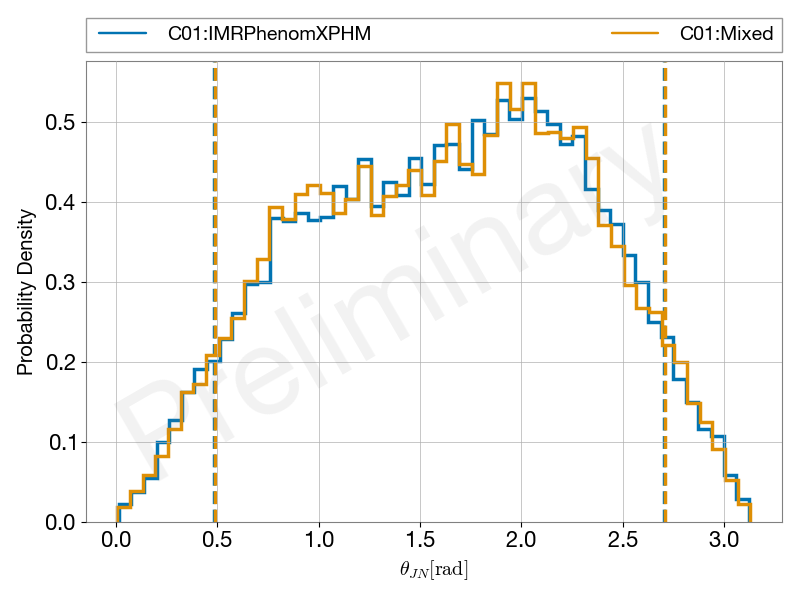 C01:IMRPhenomXPHM C01:Mixed
Probability Density
0.5
0.4
0.3
0.2
0.1
0.0
Preliminary
0.0 0.5 1.0 1.5 2.0 2.5 3.0
θ_JN[rad]